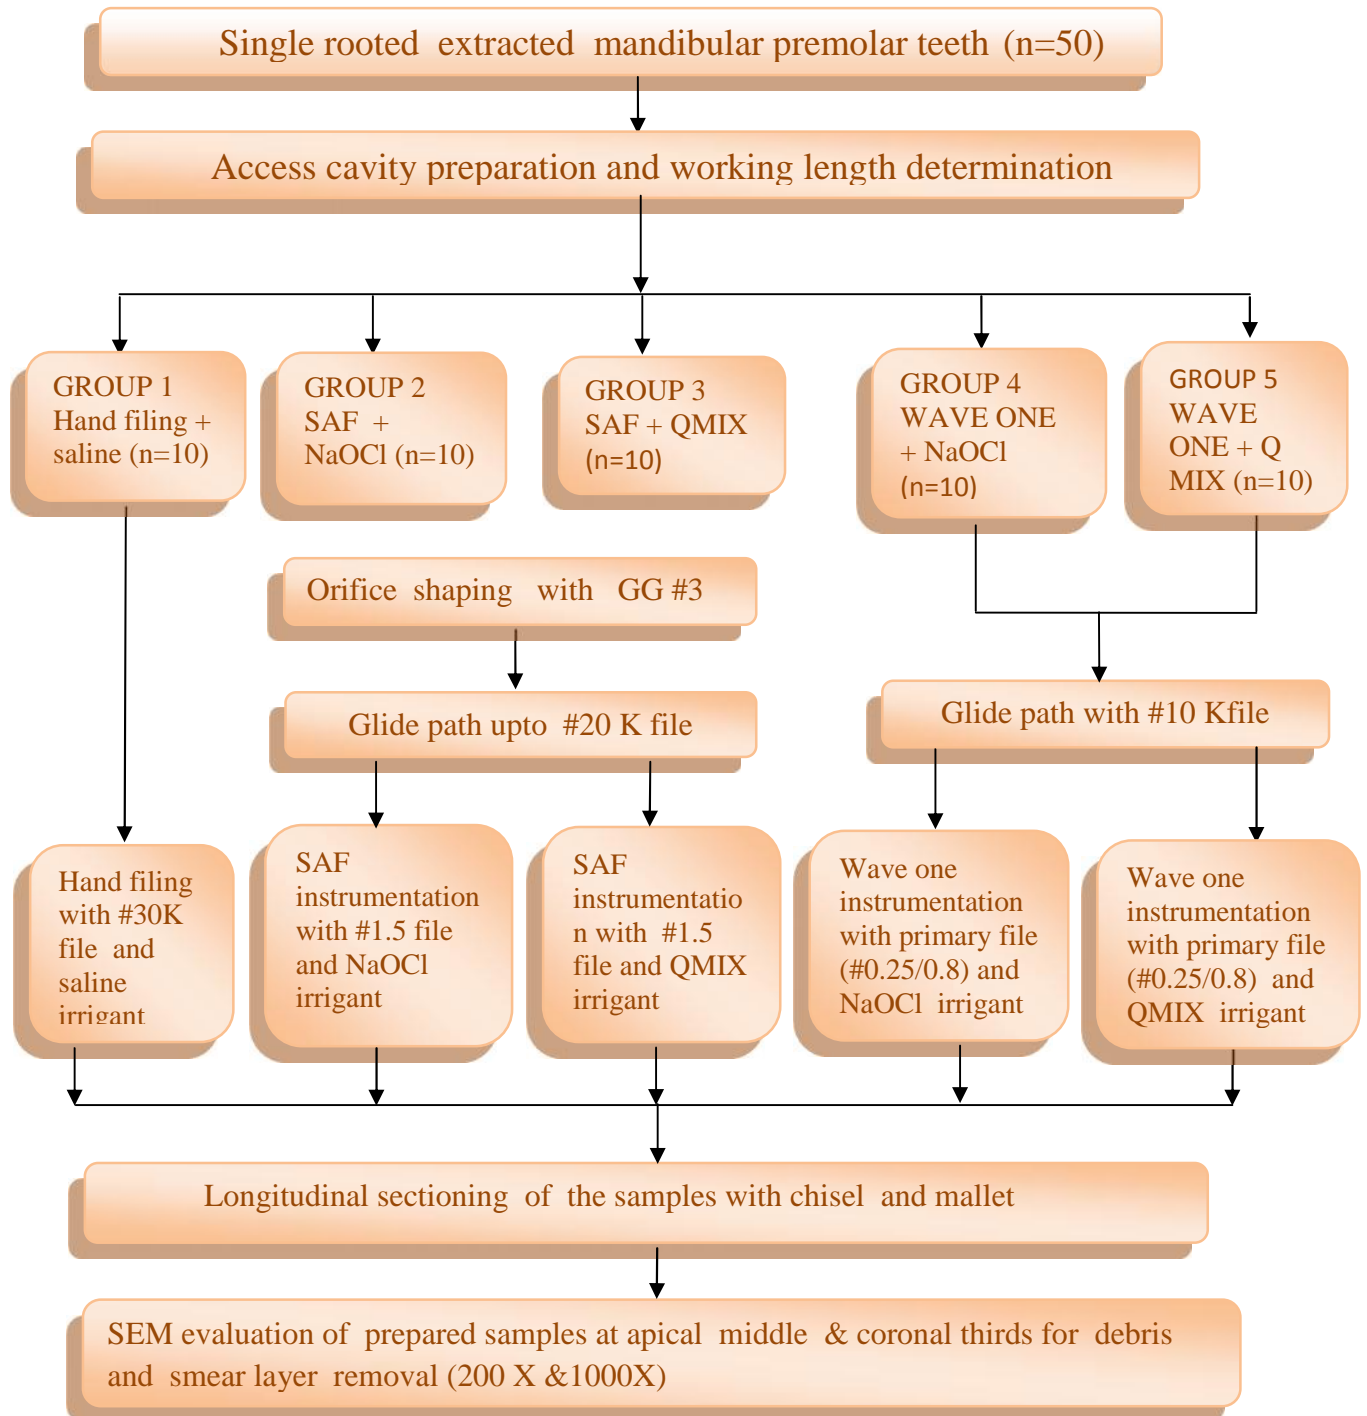 Single rooted extracted mandibular premolar teeth (n=50)
Access cavity preparation and working length determination
GROUP 1
Hand filing +
saline (n=10)
GROUP 2
SAF +
NaOCl (n=10)
GROUP 3
SAF + QMIX
(n=10)
GROUP 4
WAVE ONE
+ NaOCl
(n=10)
GROUP 5
WAVE
ONE + Q
MIX (n=10)
Orifice shaping with GG #3
Glide path upto #20 K file
Glide path with #10 Kfile
Hand filing
with #30K
file and
saline
irrigant
SAF
instrumentation
with #1.5 file
and NaOCl
irrigant
SAF
instrumentatio
n with #1.5
file and QMIX
irrigant
Wave one
instrumentation
with primary file
(#0.25/0.8) and
NaOCl irrigant
Wave one
instrumentation
with primary file
(#0.25/0.8) and
QMIX irrigant
Longitudinal sectioning of the samples with chisel and mallet
SEM evaluation of prepared samples at apical middle & coronal thirds for debris
and smear layer removal (200 X &1000X)